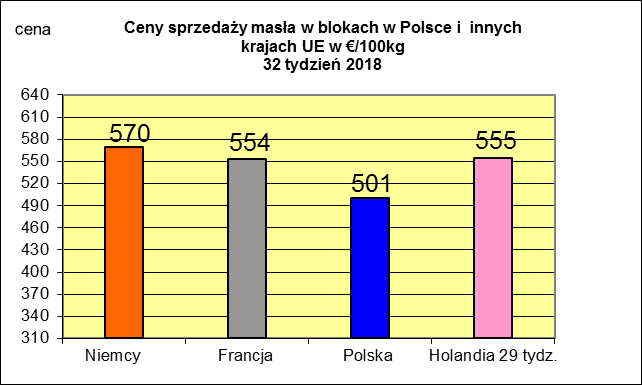 cena
Ceny sprzedaży masła w blokach w Polsce i  innych
krajach UE w €/100kg
32 tydzień 2018
640
610
580
550
520
490
460
430
400
370
340
310
570
554
501
555
Niemcy
Francja
Polska
Holandia 29 tydz.